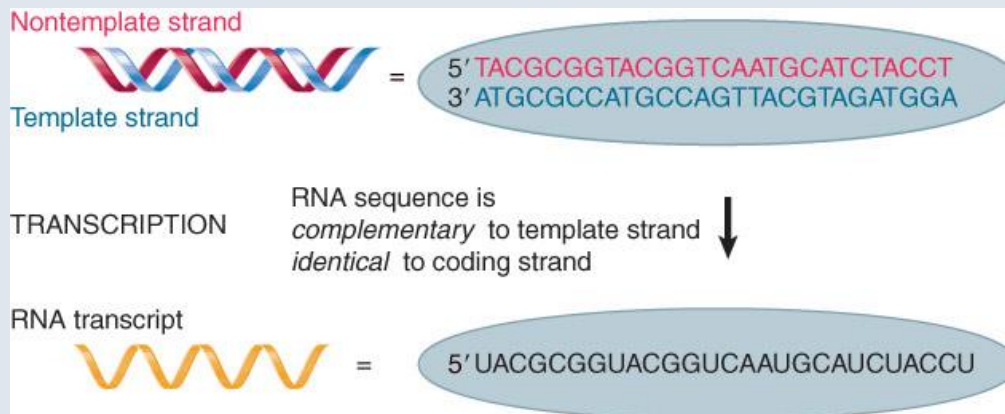 Nontemplate strand
=
5′ TACGCGGTACGGTCAATGCATCTACCT
3′ ATGCGCCATGCCAGTTACGTAGATGGA
Template strand
TRANSCRIPTION
RNA sequence is
complementary to template strand
identical to coding strand
RNA transcript
=
5′ UACGCGGUACGGUCAAUGCAUCUACCU